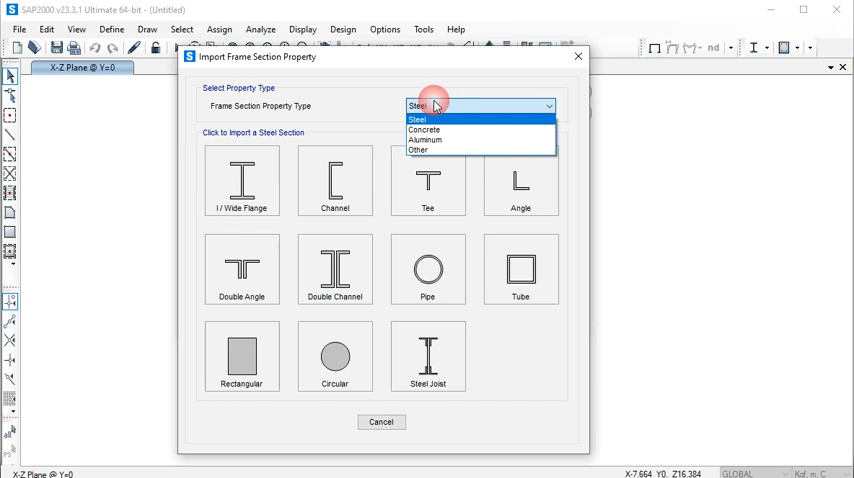 SAP2000 v23.3.1 Ultimate 64-bit - (Untitled)
File Edit View Define Draw Select Assign Analyze Display Design Options Tools Help
nd
X-Z Plane @ Y=0
Import Frame Section Property
Select Property Type
Frame Section Property Type
Steel
Steel
Concrete
Aluminum
Other
Click to Import a Steel Section
I / Wide Flange
Channel
Tee
Angle
Double Angle
Double Channel
Pipe
Tube
Rectangular
Circular
Steel Joist
Cancel
all
PS
X-Z Plane @ Y=0
X-7.664 Y0. Z16.384
GLOBAL
Kgf, m, C